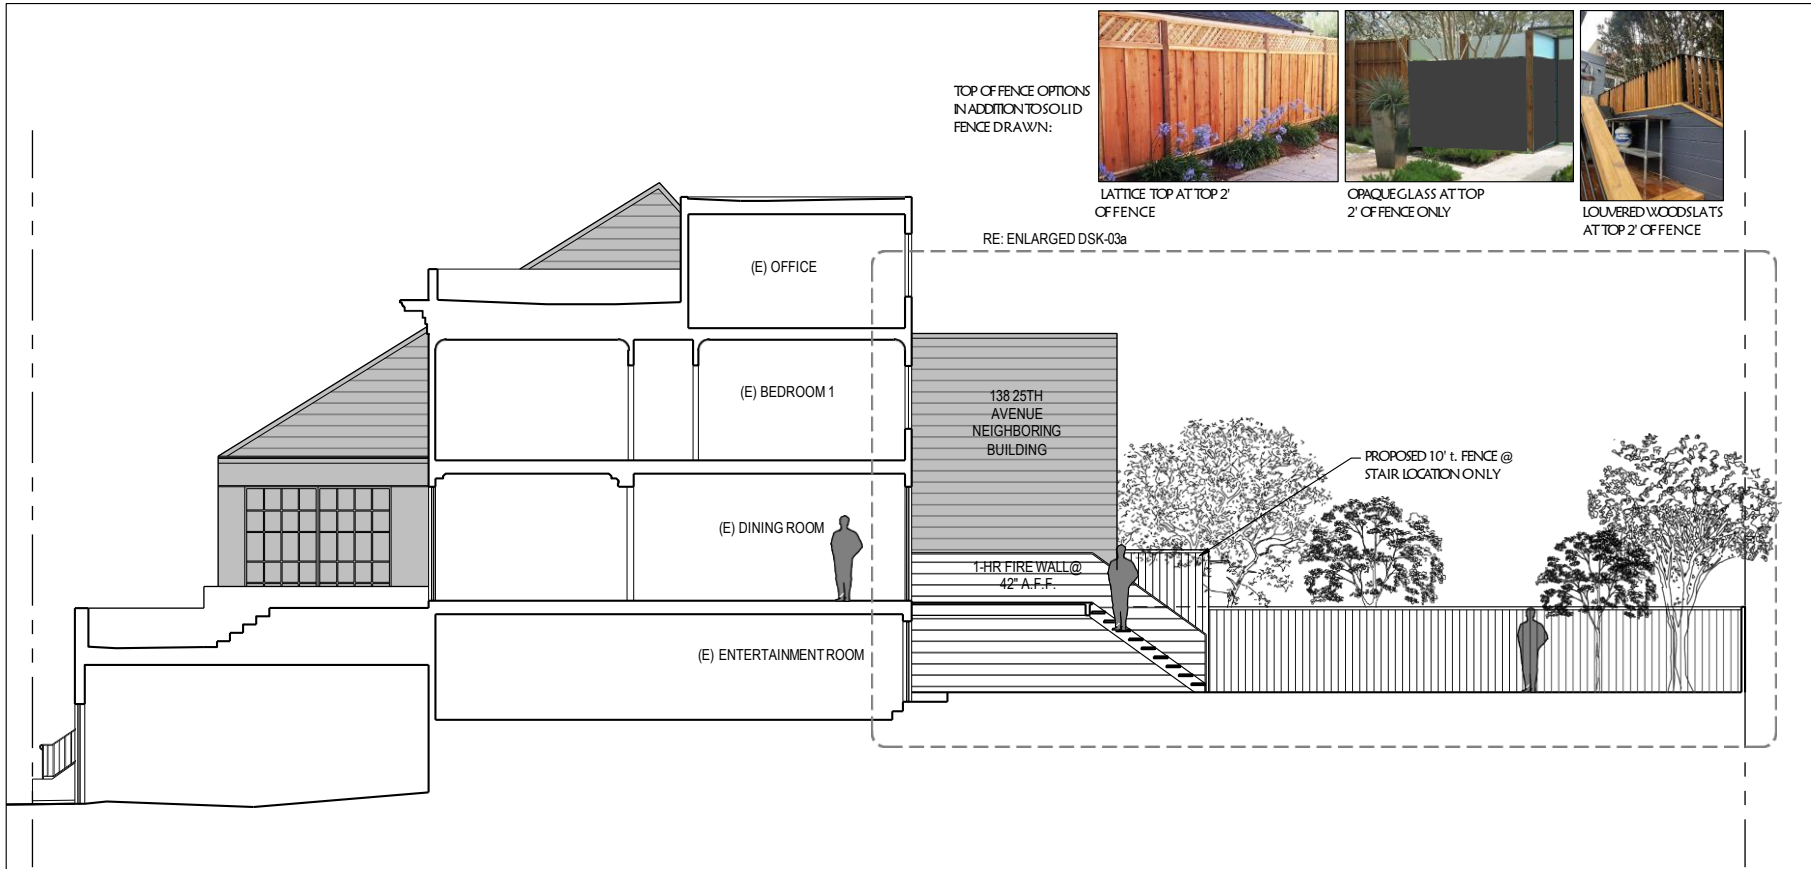 TOP OF FENCE OPTIONS
IN ADDITION TO SOLID
FENCE DRAWN:
LATTICE TOP AT TOP 2'
OF FENCE
OPAQUE GLASS AT TOP
2' OF FENCE ONLY
LOUVERED WOOD SLATS
AT TOP 2' OF FENCE
RE: ENLARGED DSK-03a
(E) OFFICE
(E) BEDROOM 1
138 25TH
AVENUE
NEIGHBORING
BUILDING
PROPOSED 10' t. FENCE @
STAIR LOCATION ONLY
(E) DINING ROOM
1-HR FIRE WALL@
42" A.F.F.
(E) ENTERTAINMENT ROOM